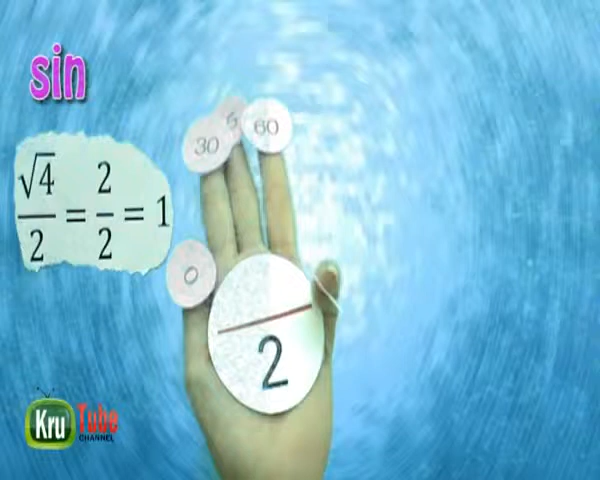 sin
√4/2 = 2/2 = 1
30
60
0
2
Kru Tube
CHANNEL